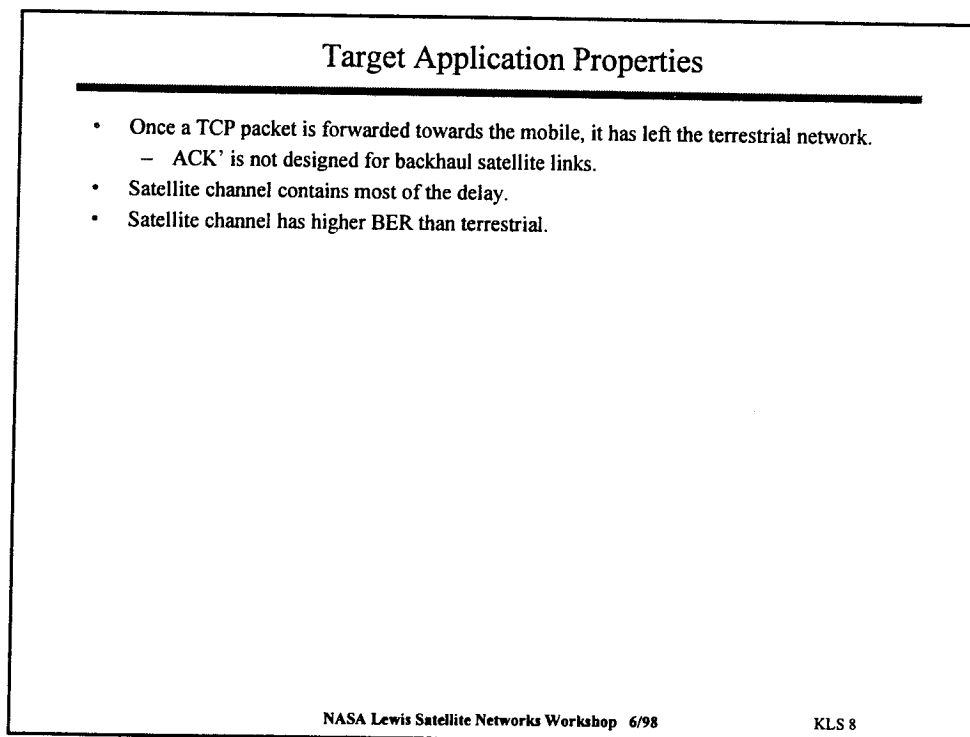 Target Application Properties
• Once a TCP packet is forwarded towards the mobile, it has left the terrestrial network.
– ACK' is not designed for backhaul satellite links.
• Satellite channel contains most of the delay.
• Satellite channel has higher BER than terrestrial.
NASA Lewis Satellite Networks Workshop 6/98
KLS 8